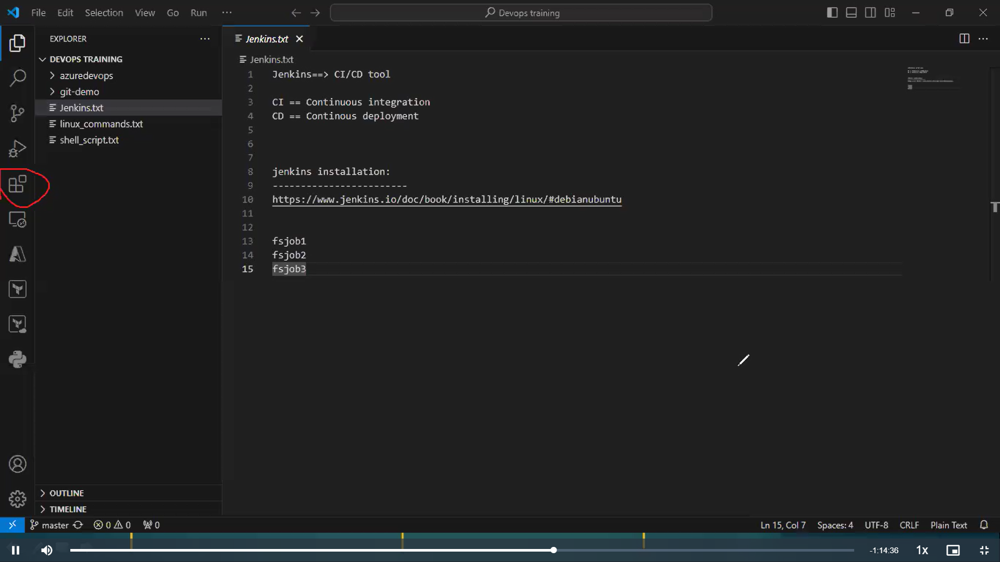 File Edit Selection View Go Run ···
Devops training
EXPLORER ···
Jenkins.txt
DEVOPS TRAINING
azuredevops
git-demo
Jenkins.txt
linux_commands.txt
shell_script.txt
Jenkins.txt
1 Jenkins==> CI/CD tool
2
3 CI == Continuous integration
4 CD == Continous deployment
5
6
7
8 jenkins installation:
9 ------------------------
10 https://www.jenkins.io/doc/book/installing/linux/#debianubuntu
11
12
13 fsjob1
14 fsjob2
15 fsjob3
T
OUTLINE
TIMELINE
master 0 0 0 Ln 15, Col 7 Spaces: 4 UTF-8 CRLF Plain Text
-1:14:36 1x